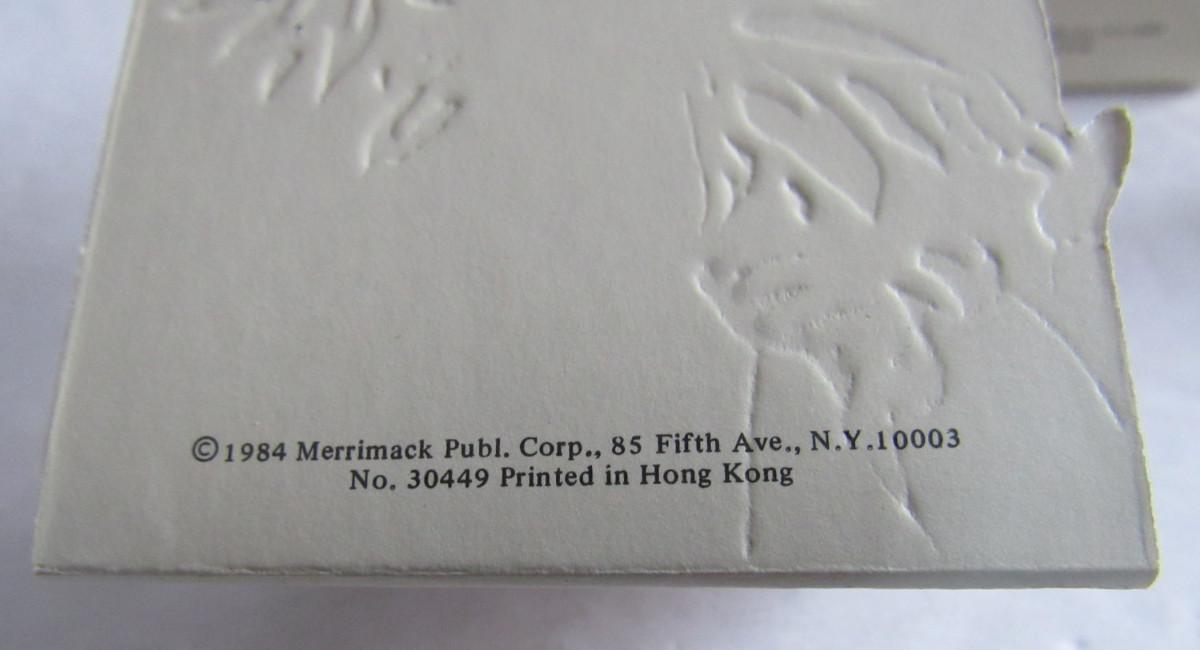 ©1984 Merrimack Publ. Corp., 85 Fifth Ave., N.Y.10003
No. 30449 Printed in Hong Kong